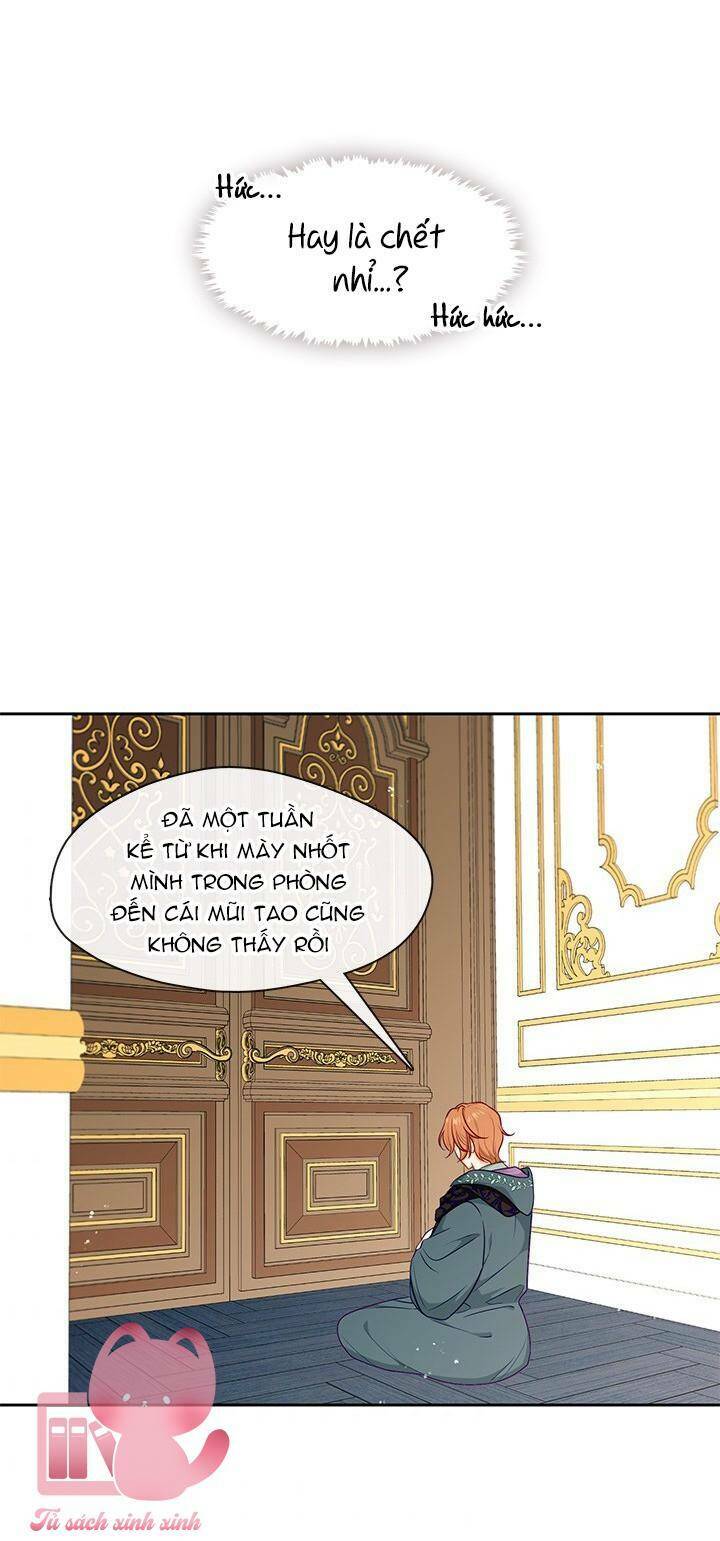 Hức...
Hay là chết
nhỉ...?
Hức hức...
ĐÃ MỘT TUẦN
KỂ TỪ KHI MÀY NHỐT
MÌNH TRONG PHÒNG
ĐẾN CÁI MŨI TAO CŨNG
KHÔNG THẤY RỒI
Tủ sách xinh xinh